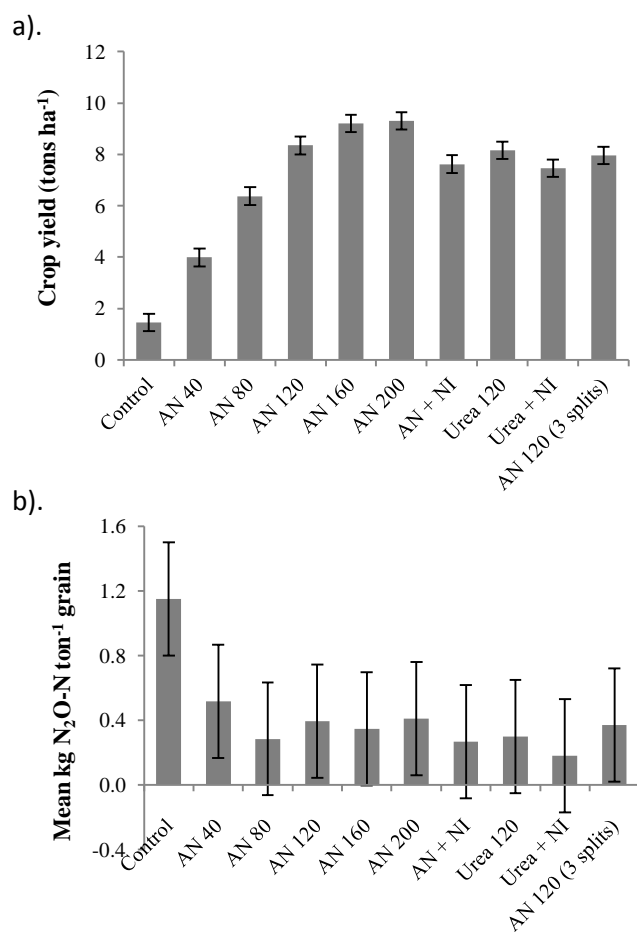 a).
Crop yield (tons ha⁻¹)
12
10
8
6
4
2
0
Control
AN 40
AN 80
AN 120
AN 160
AN 200
AN + NI
Urea 120
Urea + NI
AN 120 (3 splits)
b).
Mean kg N₂O-N ton⁻¹ grain
1.6
1.2
0.8
0.4
0.0
-0.4
Control
AN 40
AN 80
AN 120
AN 160
AN 200
AN + NI
Urea 120
Urea + NI
AN 120 (3 splits)